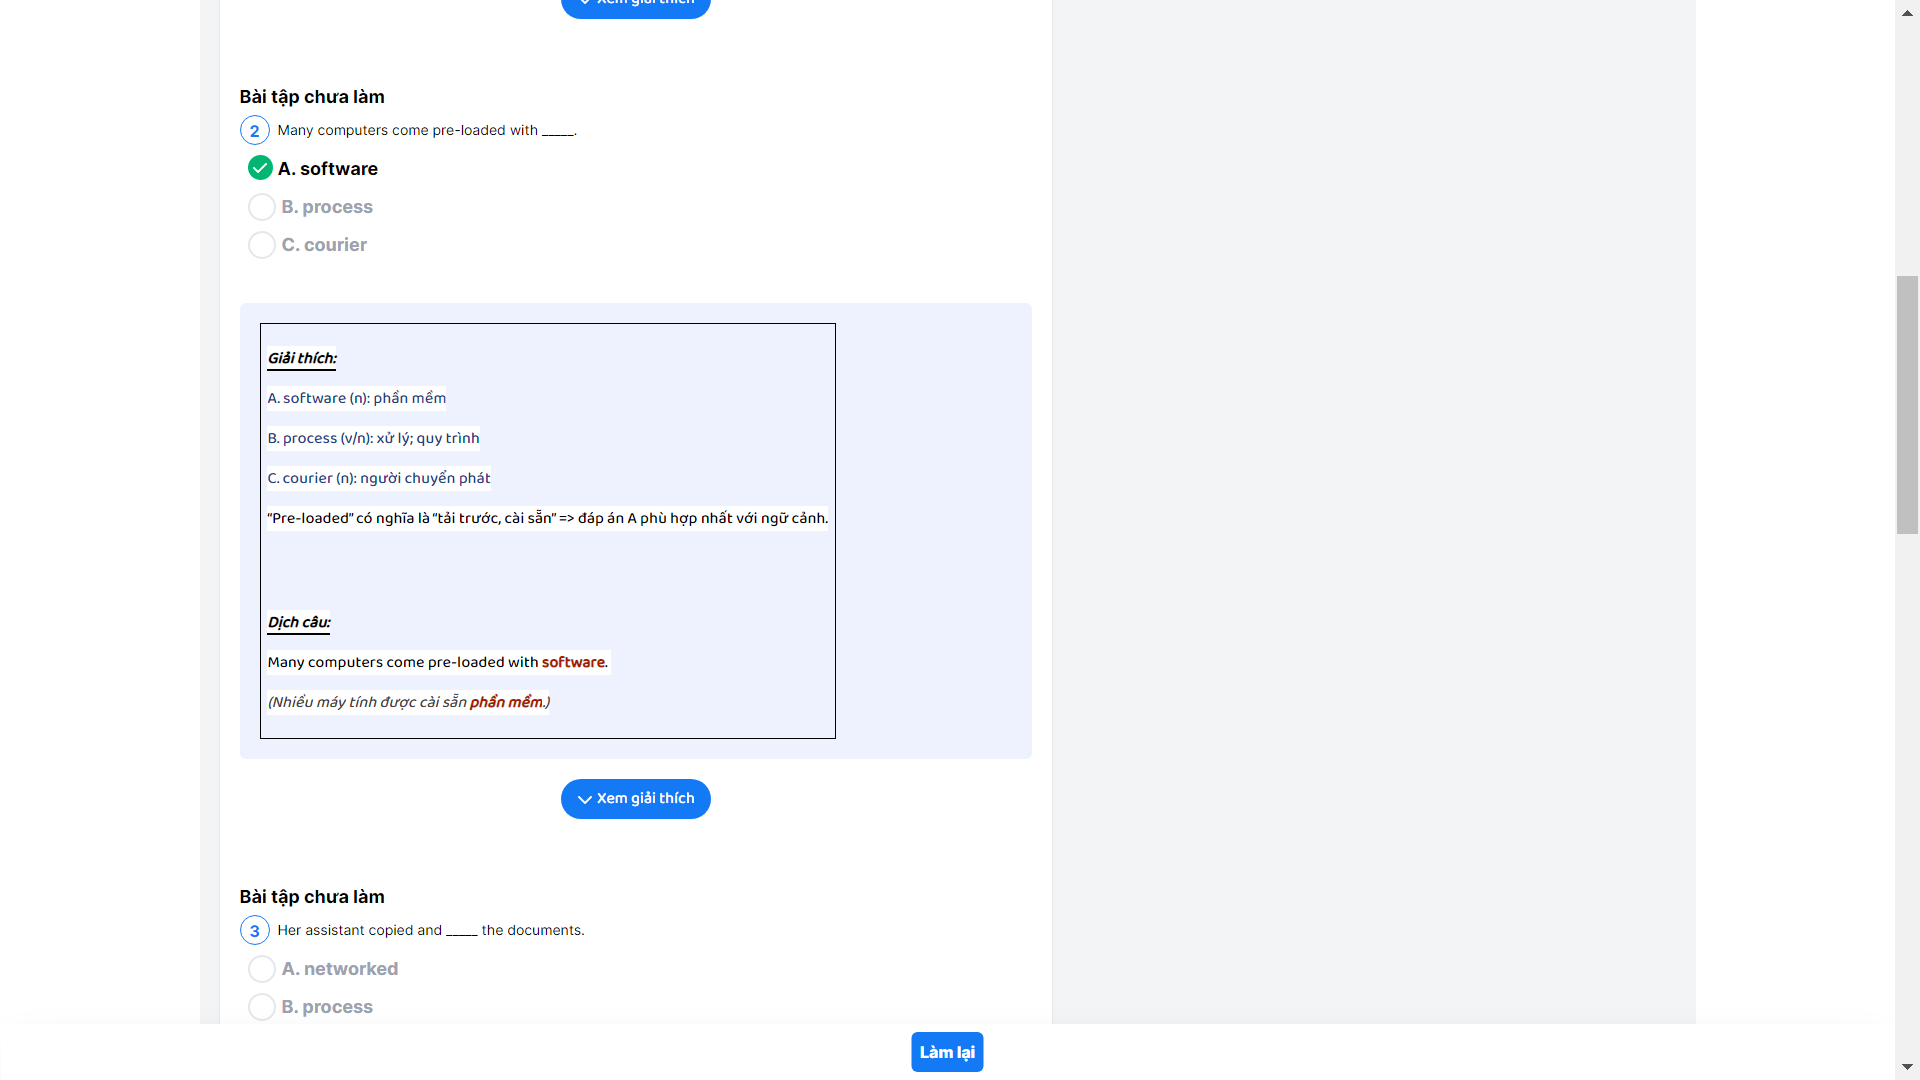 Xem giải thích
Bài tập chưa làm
2 Many computers come pre-loaded with _____.
A. software
B. process
C. courier
Giải thích:
A. software (n): phần mềm
B. process (v/n): xử lý; quy trình
C. courier (n): người chuyển phát
“Pre-loaded” có nghĩa là “tải trước, cài sẵn” => đáp án A phù hợp nhất với ngữ cảnh.
Dịch câu:
Many computers come pre-loaded with software.
(Nhiều máy tính được cài sẵn phần mềm.)
Xem giải thích
Bài tập chưa làm
3 Her assistant copied and _____ the documents.
A. networked
B. process
Làm lại